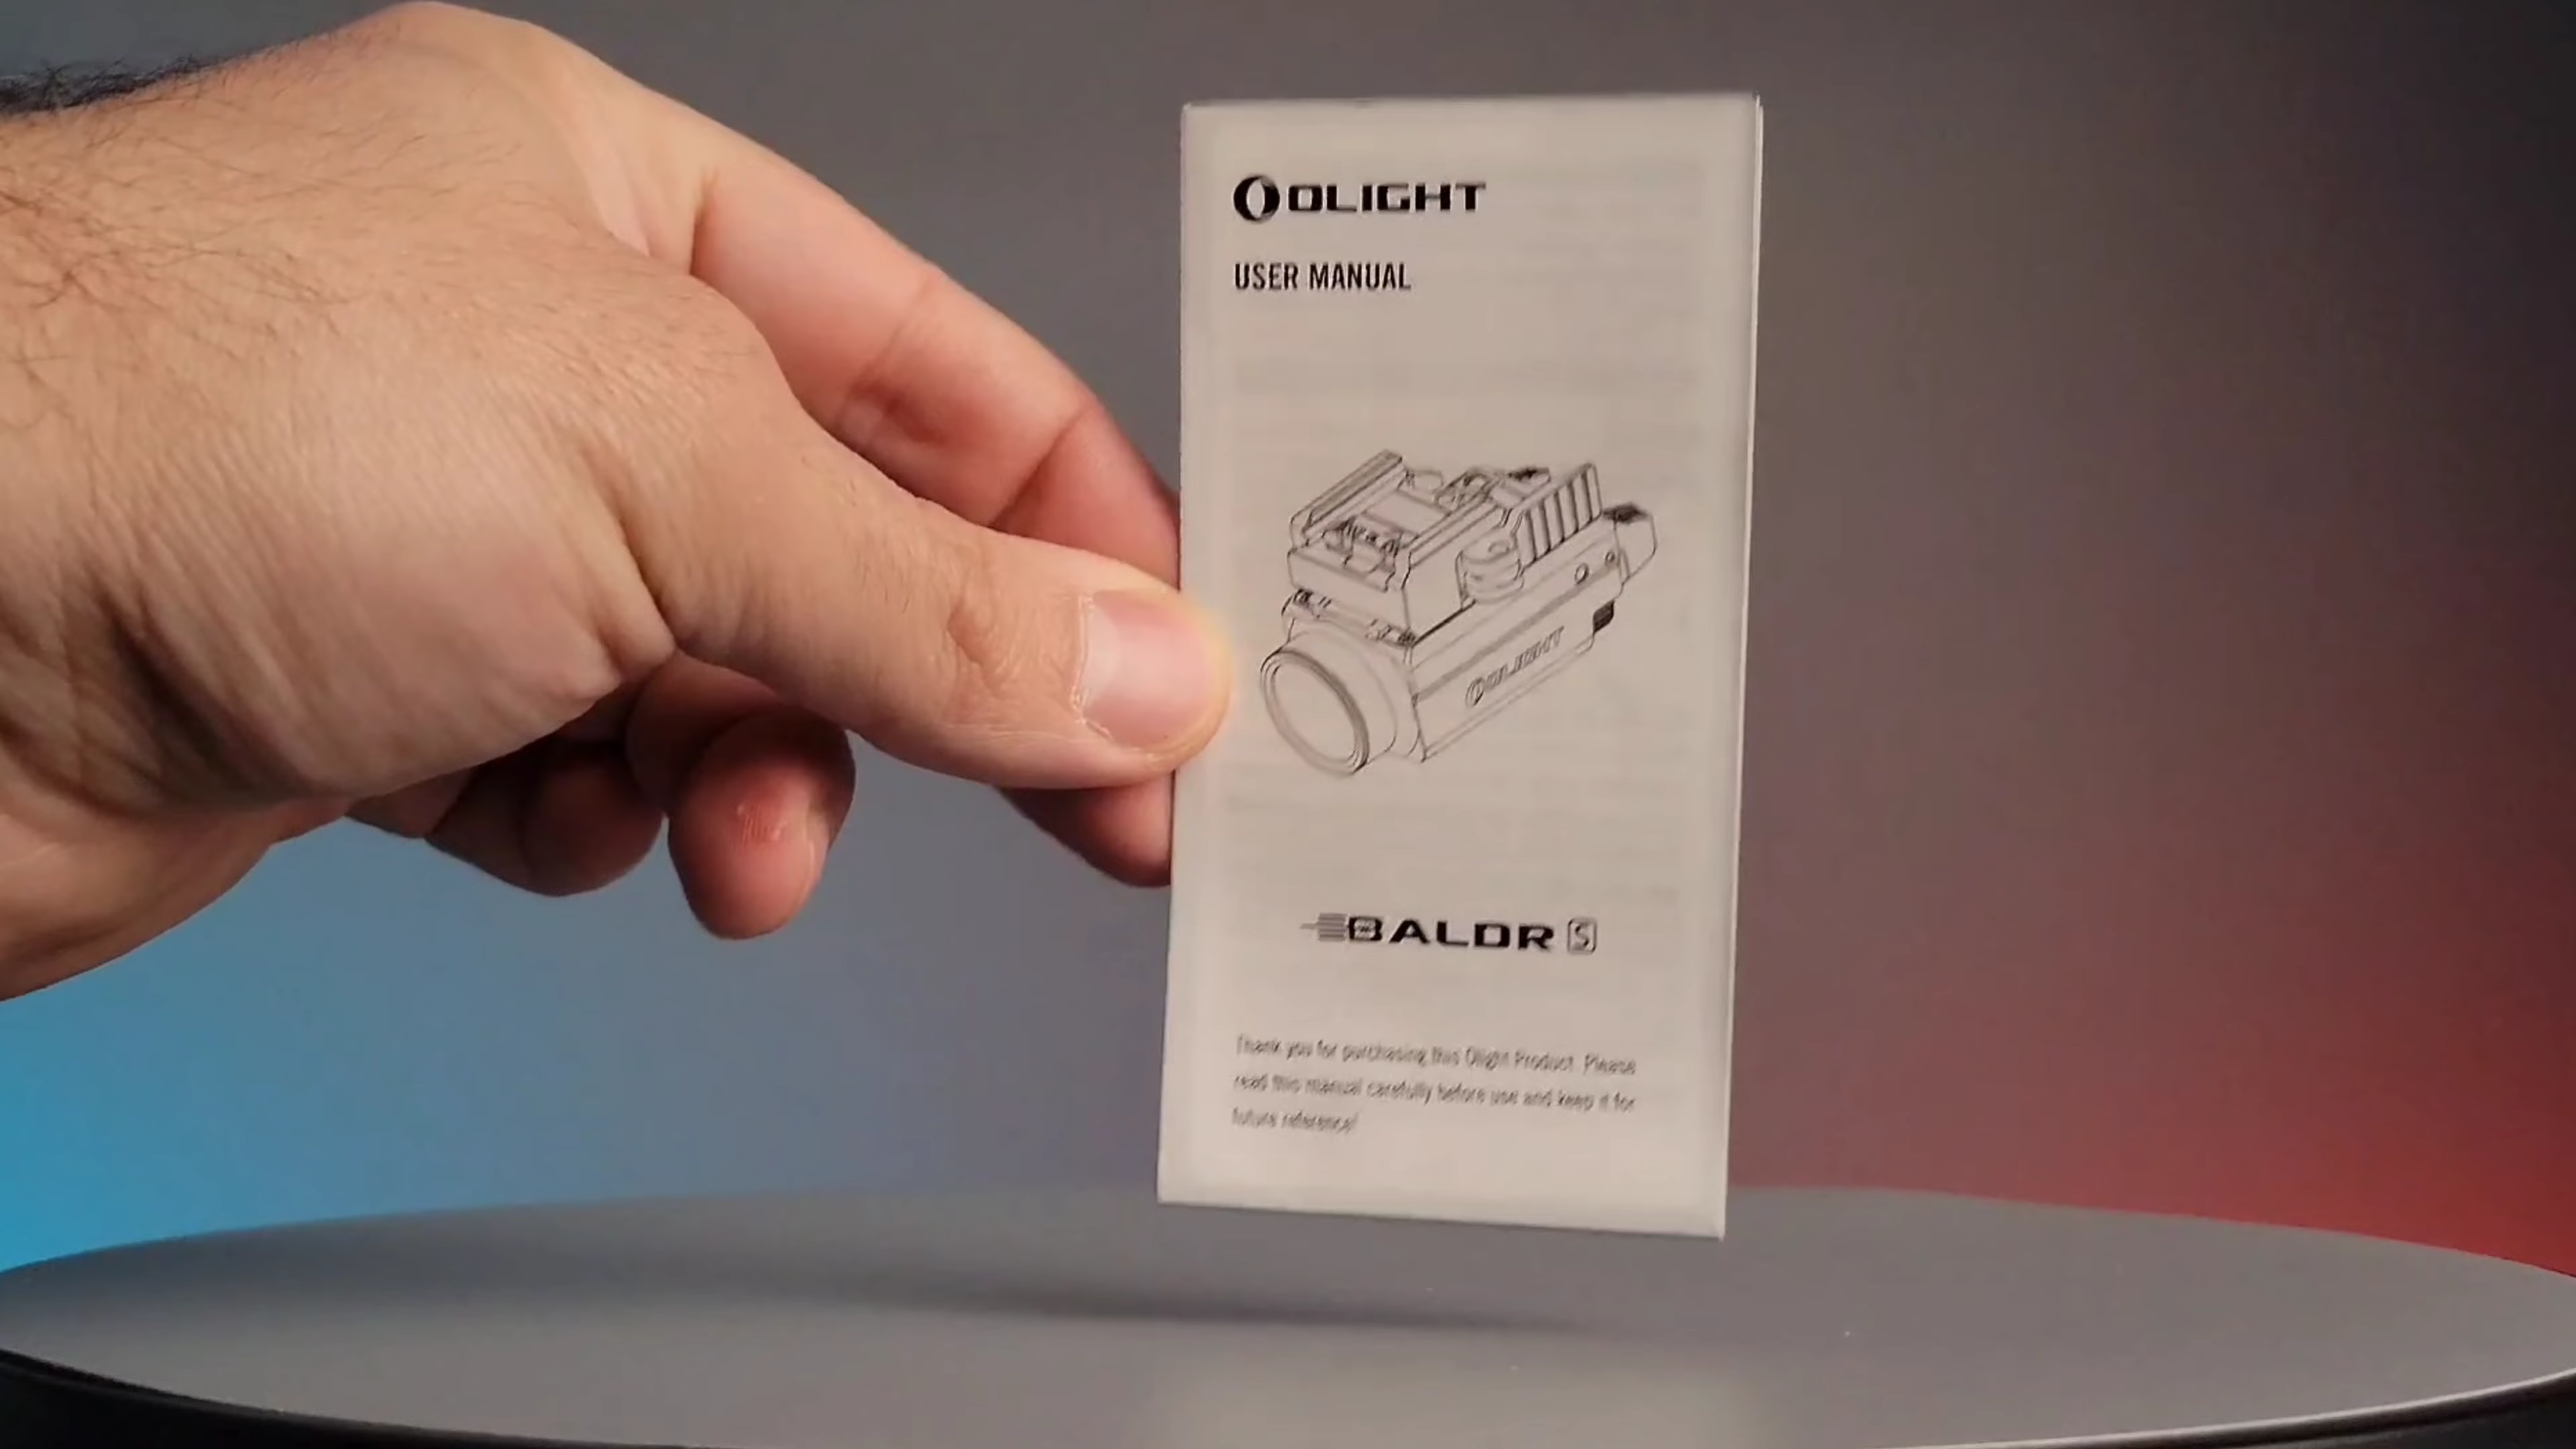 OLIGHT
USER MANUAL
OLIGHT
BALDR S
Thank you for purchasing this Olight Product. Please
read this manual carefully before use and keep it for
future reference!